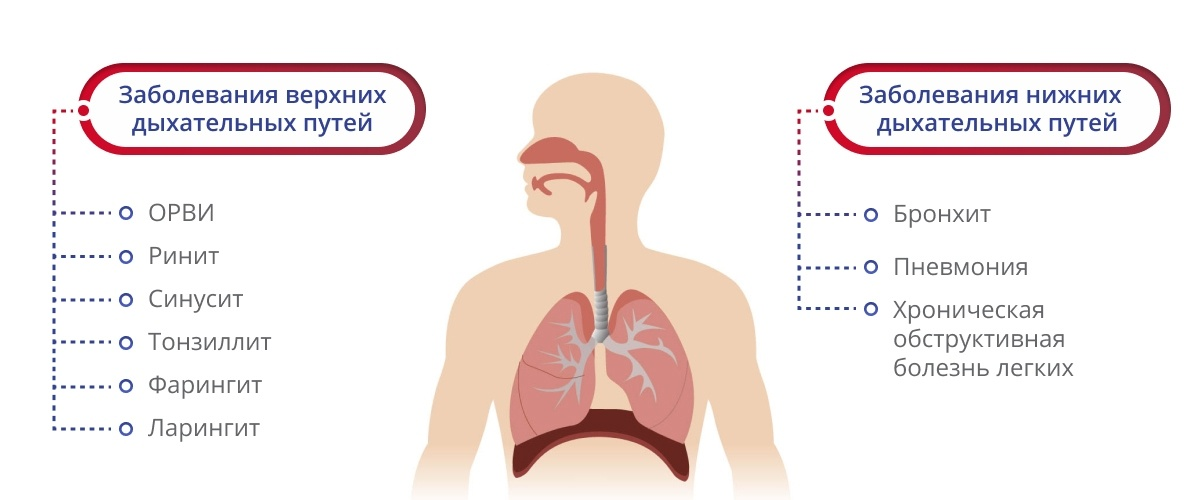 Заболевания верхних
дыхательных путей
ОРВИ
Ринит
Синусит
Тонзиллит
Фарингит
Ларингит
Заболевания нижних
дыхательных путей
Бронхит
Пневмония
Хроническая
обструктивная
болезнь легких